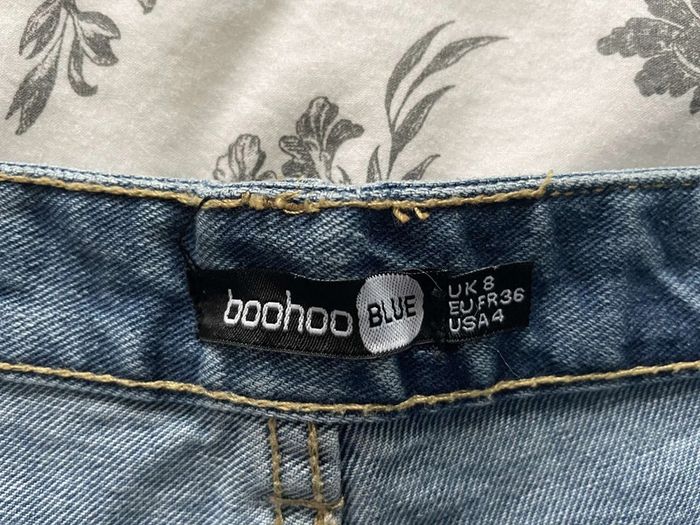 boohoo BLUE
UK 8
EU FR 36
USA 4